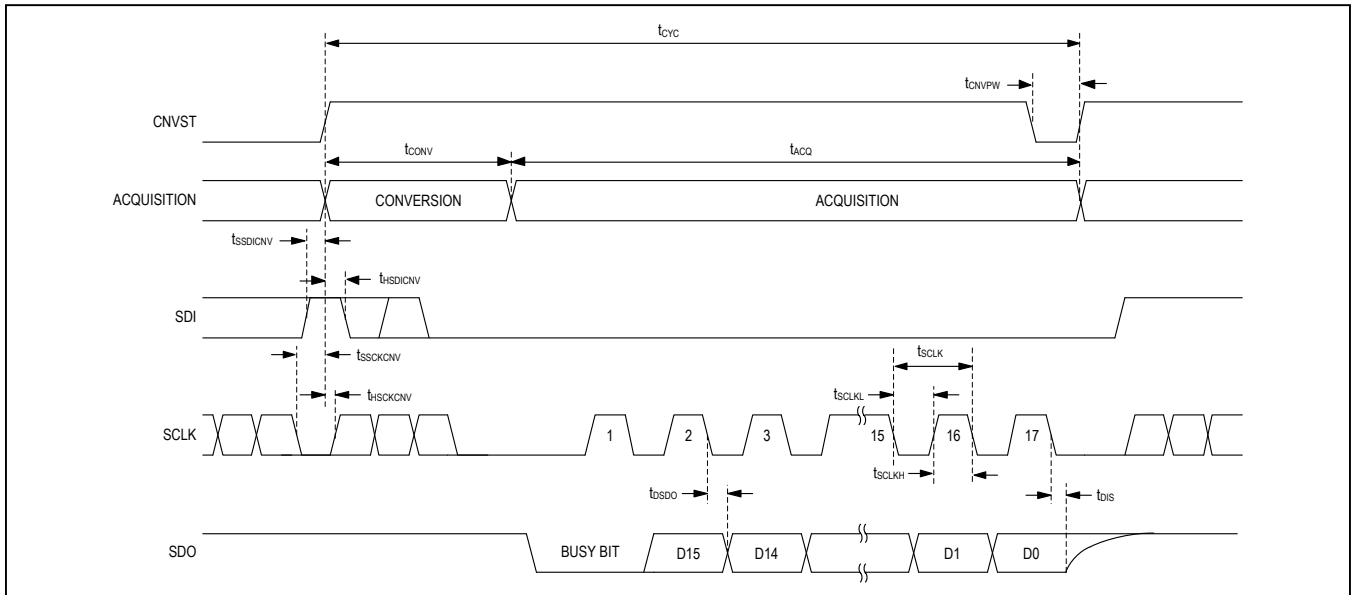 tCYC
tCNVPW
CNVST
tCONV
tACQ
ACQUISITION
CONVERSION
ACQUISITION
tSSDICNV
tHSDICNV
SDI
tSSCKCNV
tSCLK
tHSCKCNV
tSCLKL
SCLK
1
2
3
15
16
17
tSCLKH
tDSDO
tDIS
SDO
BUSY BIT
D15
D14
D1
D0